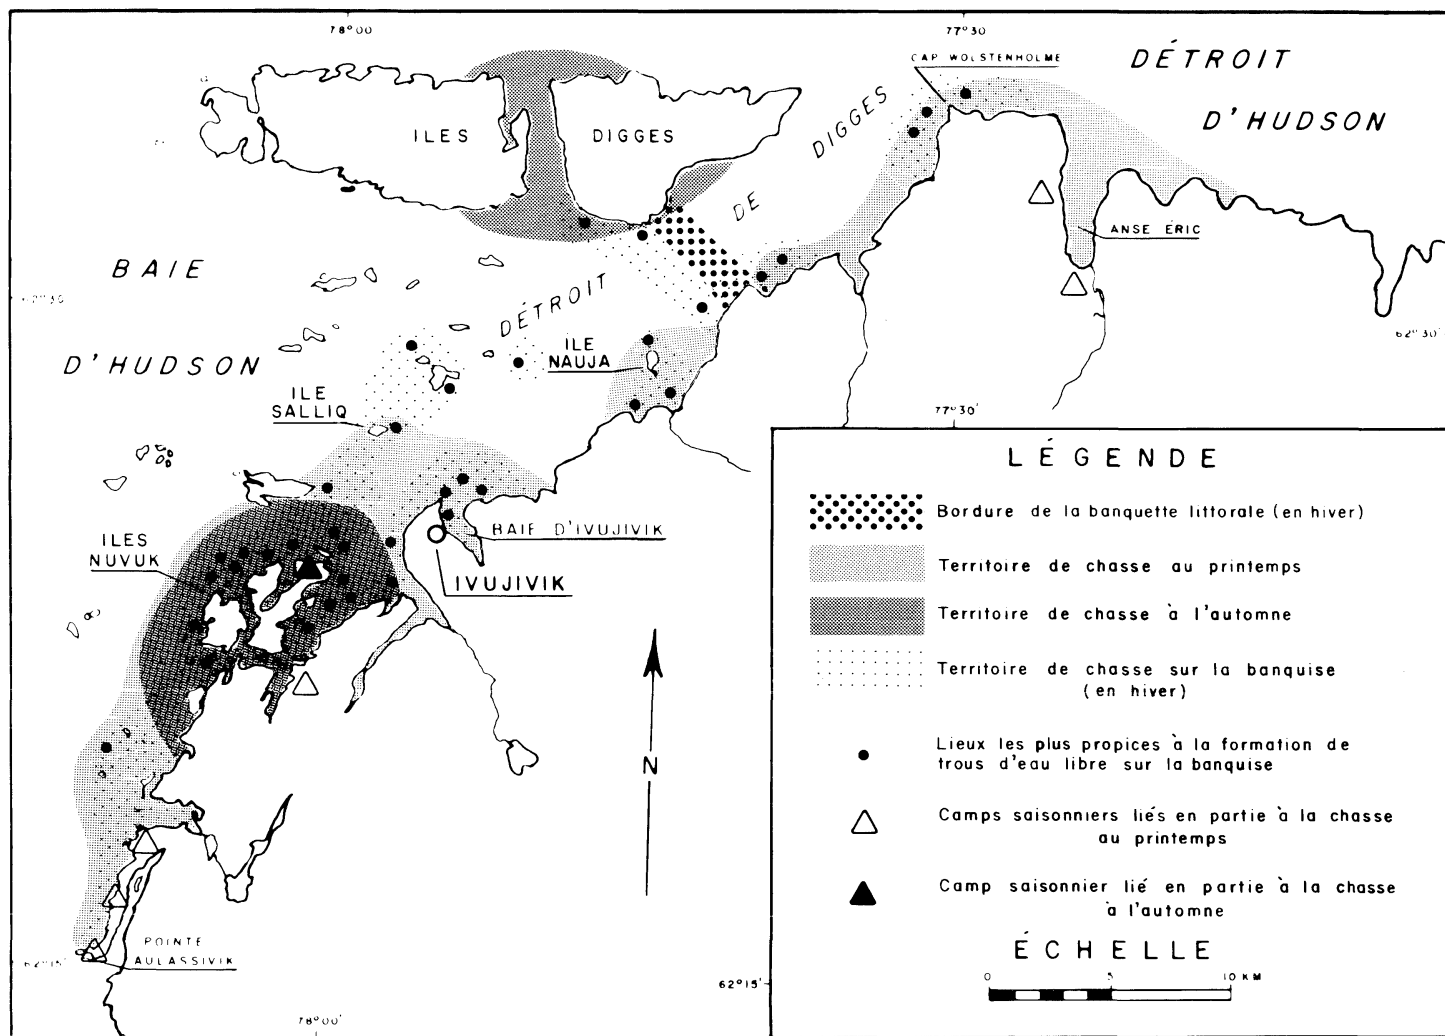 78°00
77°30
CAP WOLSTENHOLME
DÉTROIT
D'HUDSON
ILES DIGGES
DÉTROIT DE DIGGES
ANSE ÉRIC
BAIE
D'HUDSON
62°30
62°30'
ILE
NAUJA
ILE
SALLIQ
77°30'
ILES
NUVUK
BAIE D'IVUJIVIK
IVUJIVIK
N
POINTE
AULASSIVIK
62°15'
62°15'
78°00'
LÉGENDE
Bordure de la banquette littorale (en hiver)
Territoire de chasse au printemps
Territoire de chasse à l'automne
Territoire de chasse sur la banquise
(en hiver)
Lieux les plus propices à la formation de
trous d'eau libre sur la banquise
Camps saisonniers liés en partie à la chasse
au printemps
Camp saisonnier lié en partie à la chasse
à l'automne
ÉCHELLE
0 5 10 KM